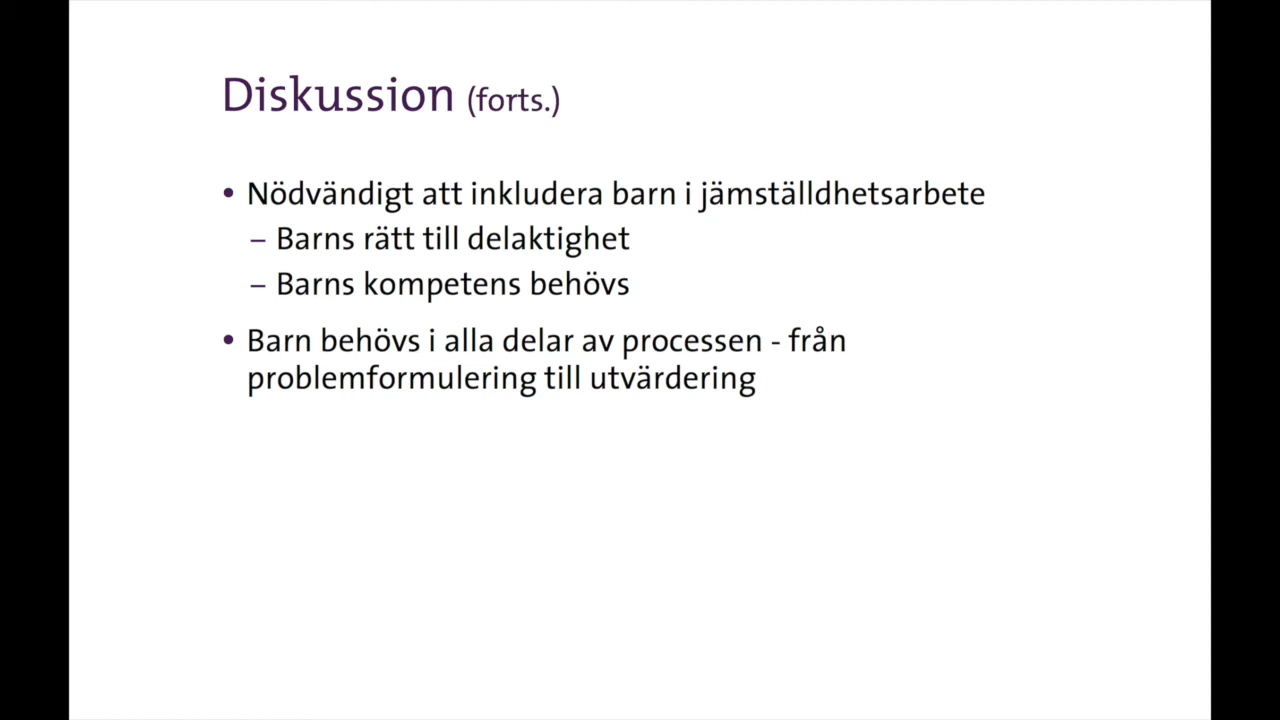 Diskussion (forts.)
• Nödvändigt att inkludera barn i jämställdhetsarbete
– Barns rätt till delaktighet
– Barns kompetens behövs
• Barn behövs i alla delar av processen - från
problemformulering till utvärdering